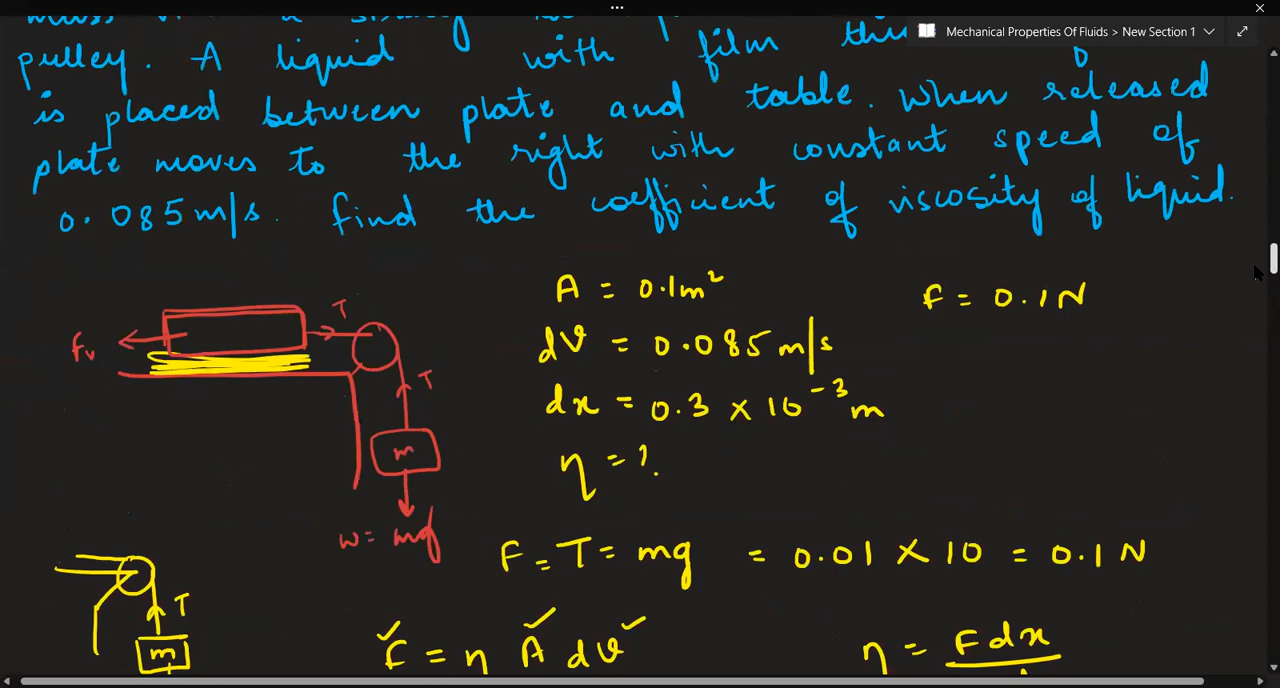 Mechanical Properties Of Fluids > New Section 1
pulley. A liquid with film
is placed between plate and table. When released
plate moves to the right with constant speed of
0.085 m/s. find the coefficient of viscosity of liquid.
A = 0.1m²
F = 0.1 N
dv = 0.085 m/s
dx = 0.3 × 10⁻³ m
η = ?
T
fv
T
m
w = mg
F = T = mg = 0.01 × 10 = 0.1 N
T
m
F = η A dv
η = F dx